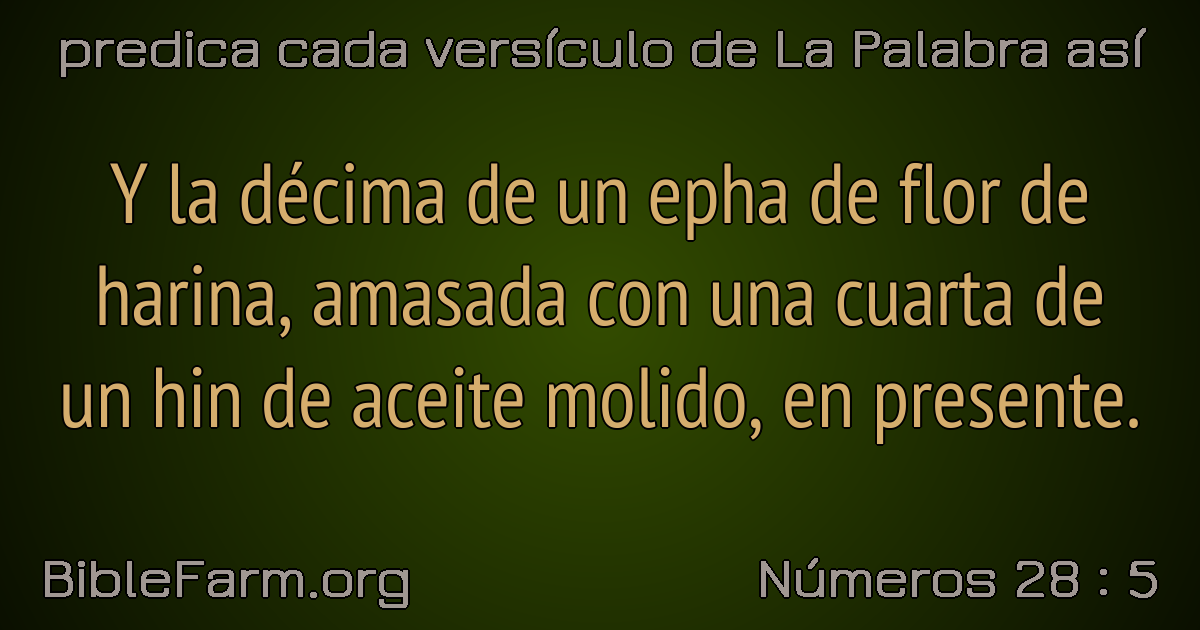 predica cada versículo de La Palabra así
Y la décima de un epha de flor de
harina, amasada con una cuarta de
un hin de aceite molido, en presente.
BibleFarm.org
Números 28 : 5